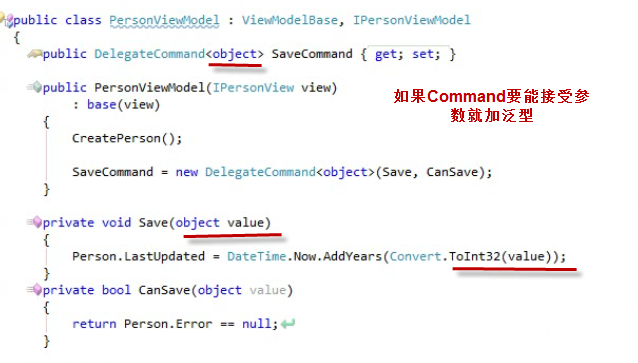 public class PersonViewModel : ViewModelBase, IPersonViewModel
{
public DelegateCommand<object> SaveCommand { get; set; }
public PersonViewModel(IPersonView view)
: base(view)
如果Command要能接受参
数就加泛型
{
CreatePerson();
SaveCommand = new DelegateCommand<object>(Save, CanSave);
}
private void Save(object value)
{
Person.LastUpdated = DateTime.Now.AddYears(Convert.ToInt32(value));
}
private bool CanSave(object value)
{
return Person.Error == null;
}